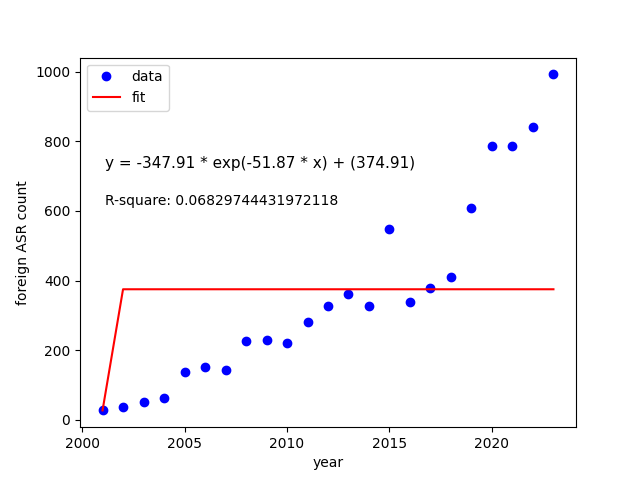 data
fit
y = -347.91 * exp(-51.87 * x) + (374.91)
R-square: 0.06829744431972118
1000
800
600
400
200
0
foreign ASR count
2000 2005 2010 2015 2020
year